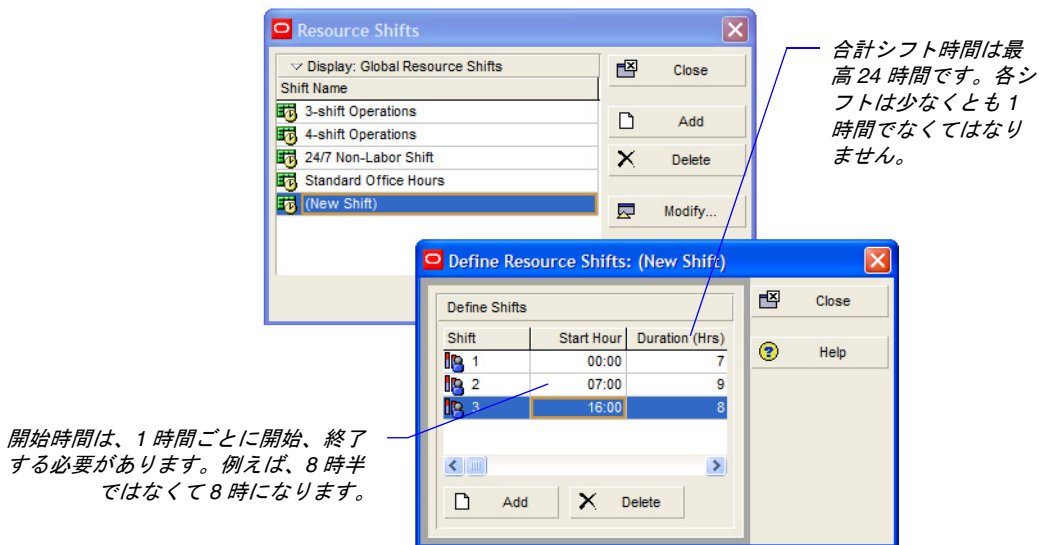 Resource Shifts
Display: Global Resource Shifts
Shift Name
3-shift Operations
4-shift Operations
24/7 Non-Labor Shift
Standard Office Hours
(New Shift)
Close
Add
Delete
Modify...
合計シフト時間は最
高 24 時間です。各シ
フトは少なくとも 1
時間でなくてはなり
ません。
Define Resource Shifts: (New Shift)
Define Shifts
Shift Start Hour Duration (Hrs)
1 00:00 7
2 07:00 9
3 16:00 8
Add Delete
Close
Help
開始時間は、1 時間ごとに開始、終了
する必要があります。例えば、8 時半
ではなくて 8 時になります。